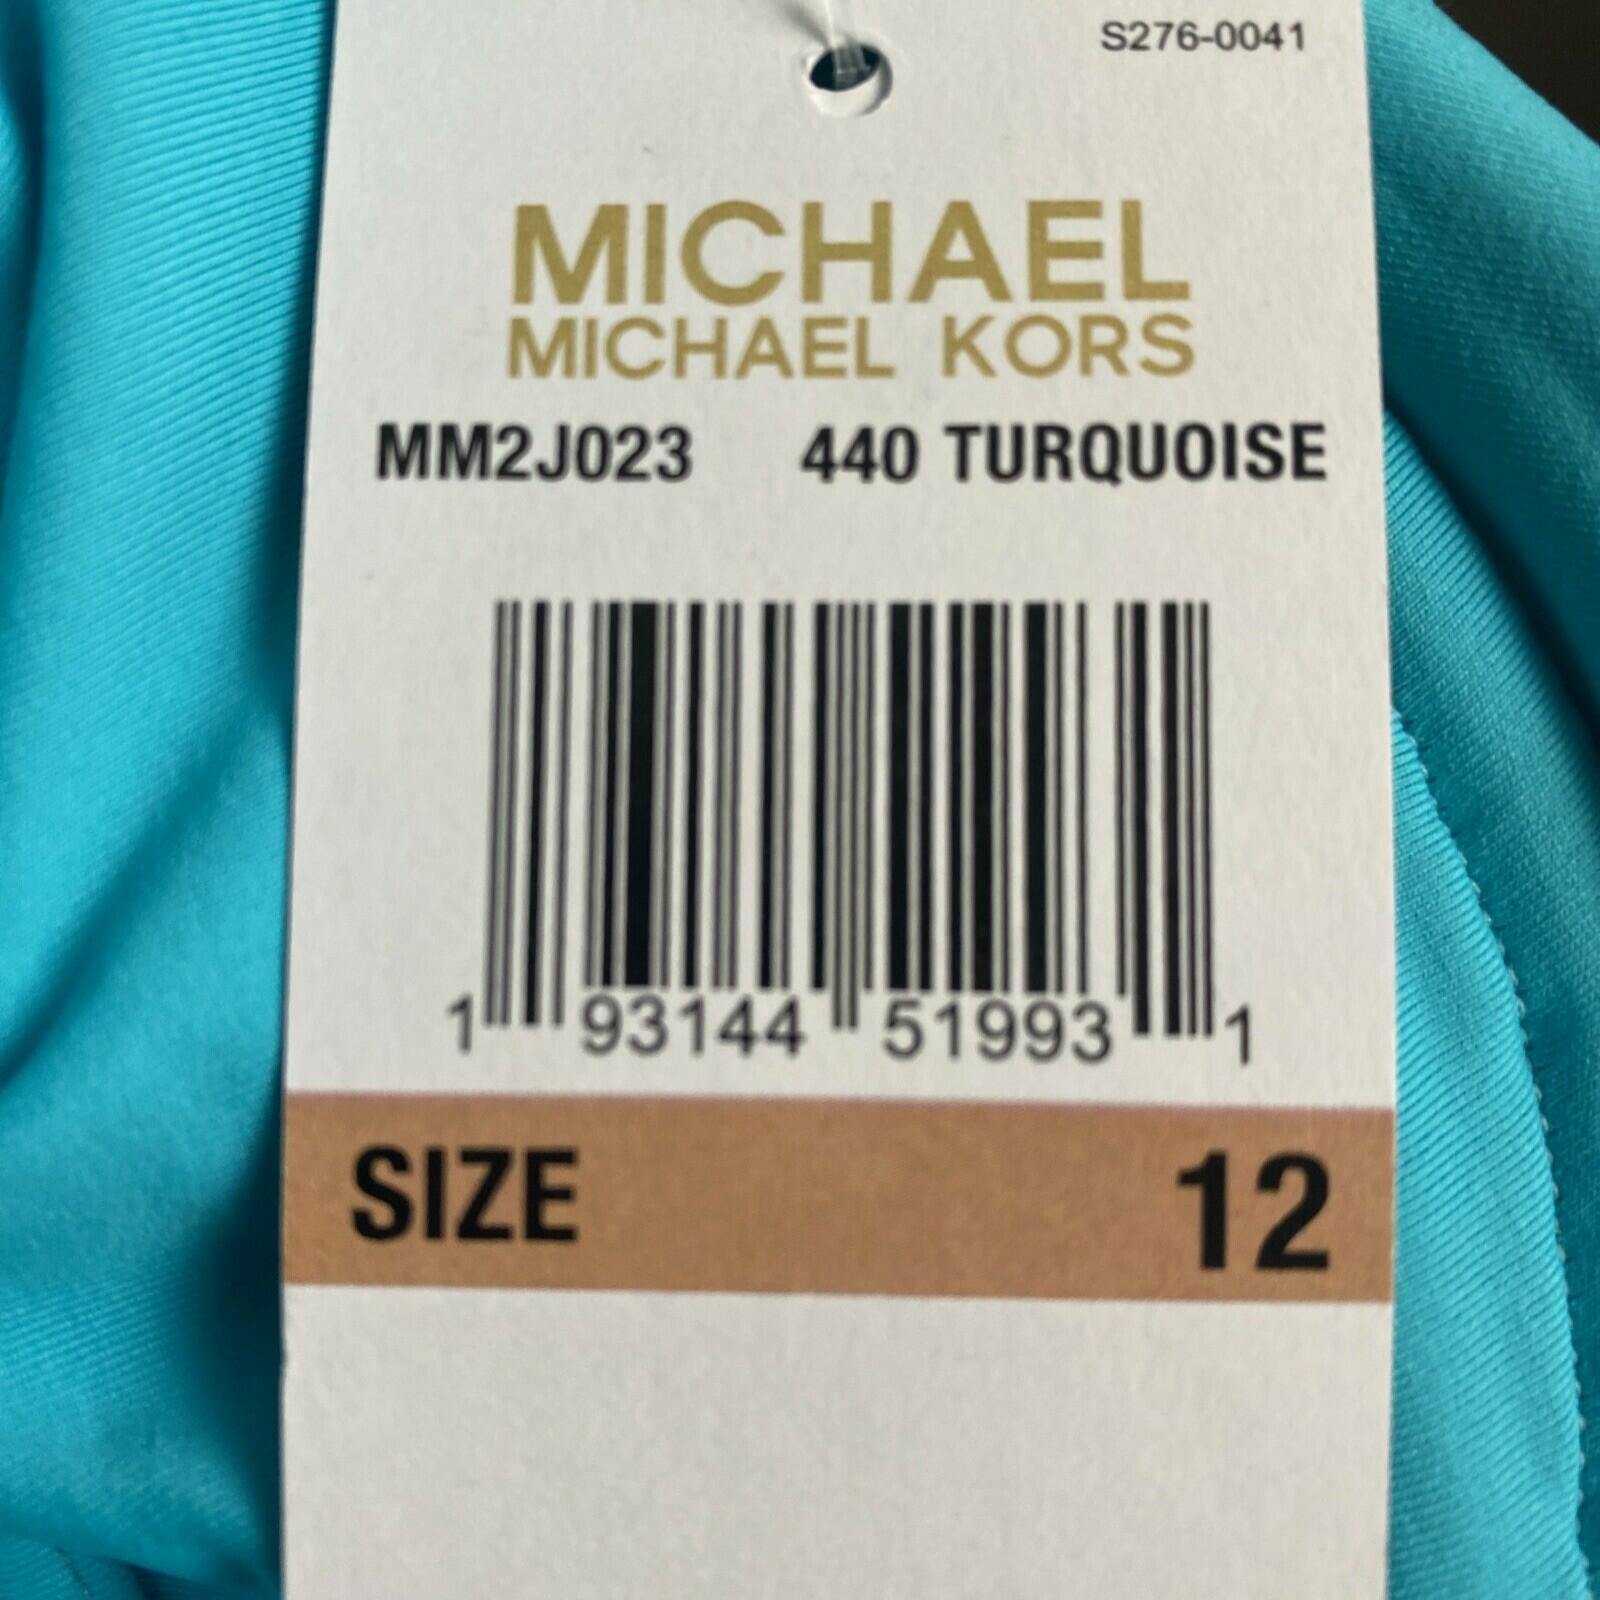 S276-0041
MICHAEL
MICHAEL KORS
MM2J023 440 TURQUOISE
1 93144 51993 1
SIZE 12